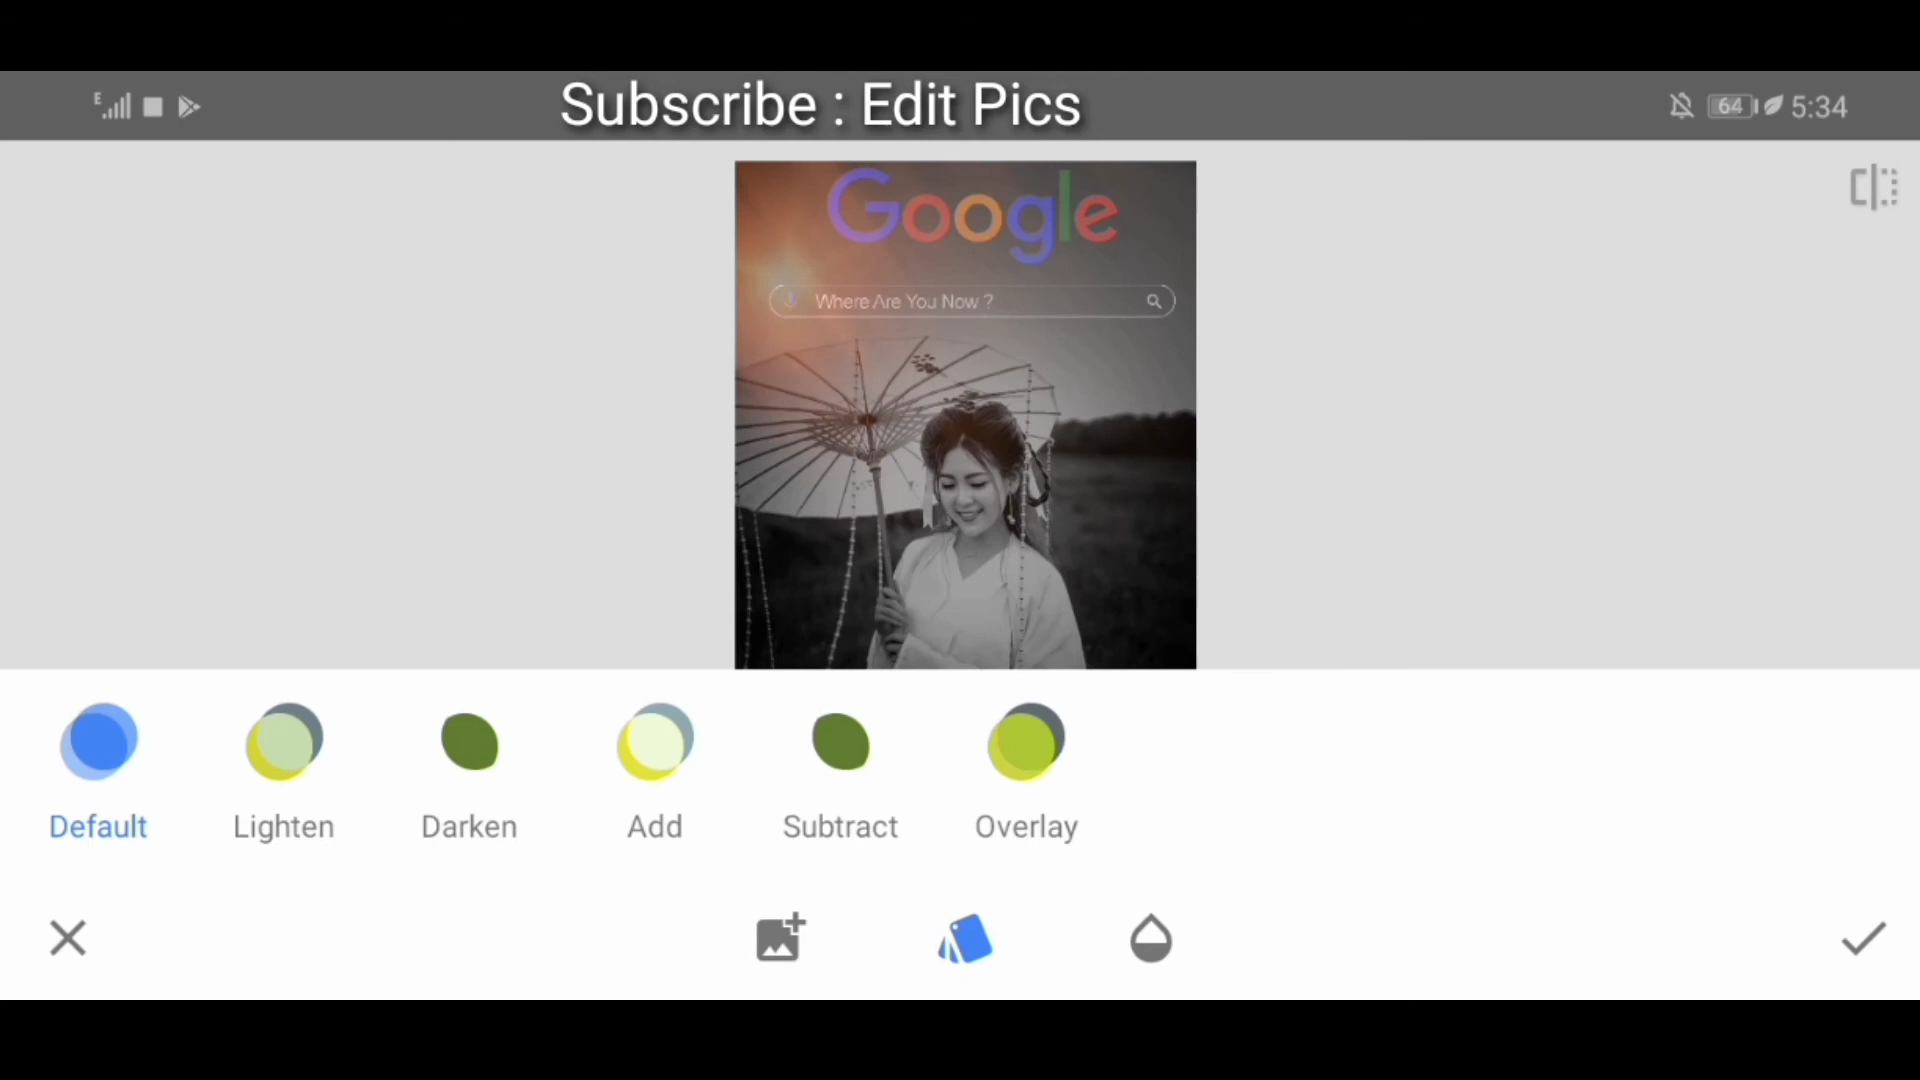 E
Subscribe : Edit Pics
64
5:34
Google
Where Are You Now ?
Default
Lighten
Darken
Add
Subtract
Overlay